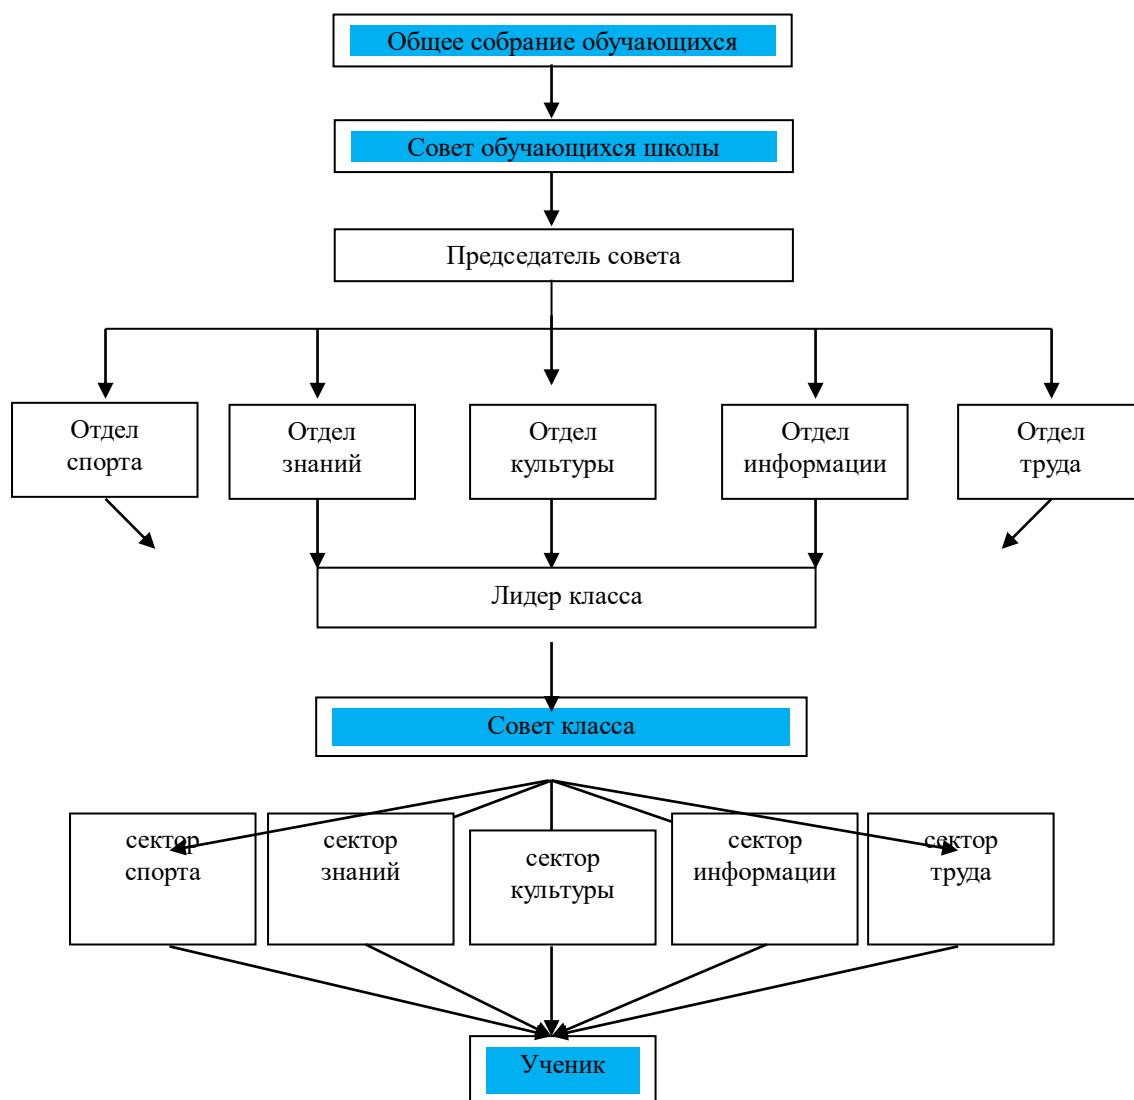 Общее собрание обучающихся
Совет обучающихся школы
Председатель совета
Отдел
спорта
Отдел
знаний
Отдел
культуры
Отдел
информации
Отдел
труда
Лидер класса
Совет класса
сектор
спорта
сектор
знаний
сектор
культуры
сектор
информации
сектор
труда
Ученик